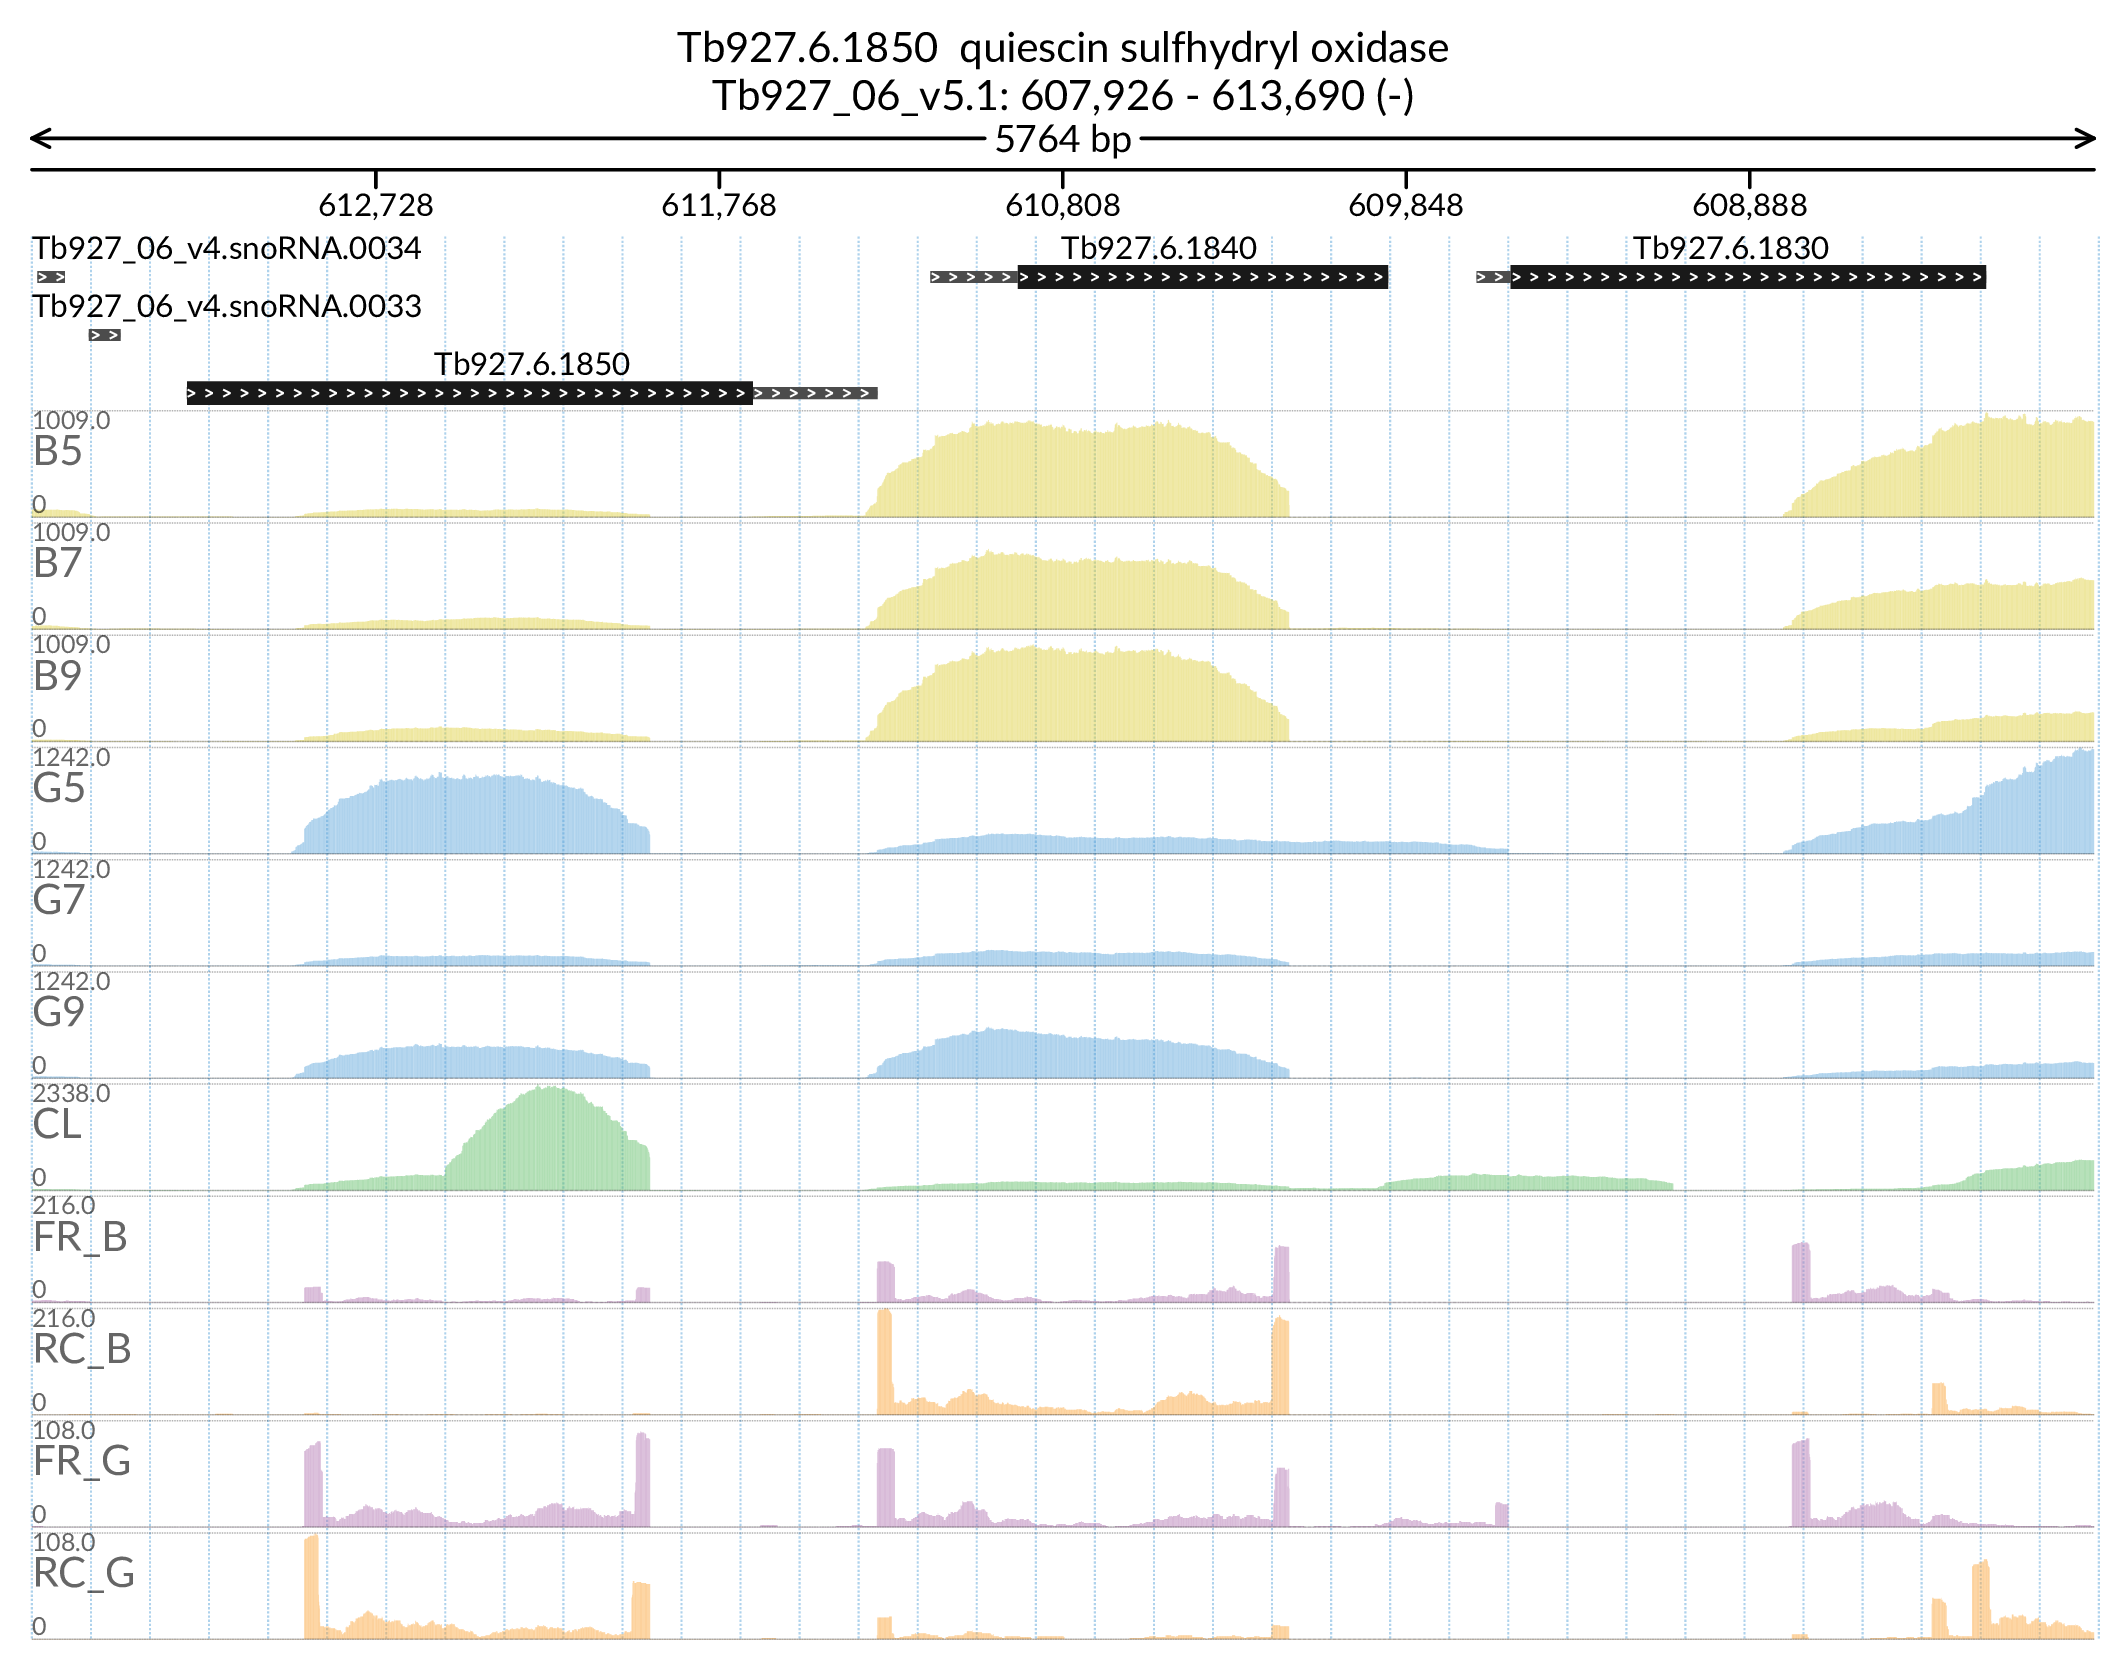 Tb927.6.1850  quiescin sulfhydryl oxidase
Tb927_06_v5.1: 607,926 - 613,690 (-)
5764 bp
612,728 611,768 610,808 609,848 608,888
Tb927_06_v4.snoRNA.0034 Tb927.6.1840 Tb927.6.1830
Tb927_06_v4.snoRNA.0033
Tb927.6.1850
1009.0
B5
0
1009.0
B7
0
1009.0
B9
0
1242.0
G5
0
1242.0
G7
0
1242.0
G9
0
2338.0
CL
0
216.0
FR_B
0
216.0
RC_B
0
108.0
FR_G
0
108.0
RC_G
0